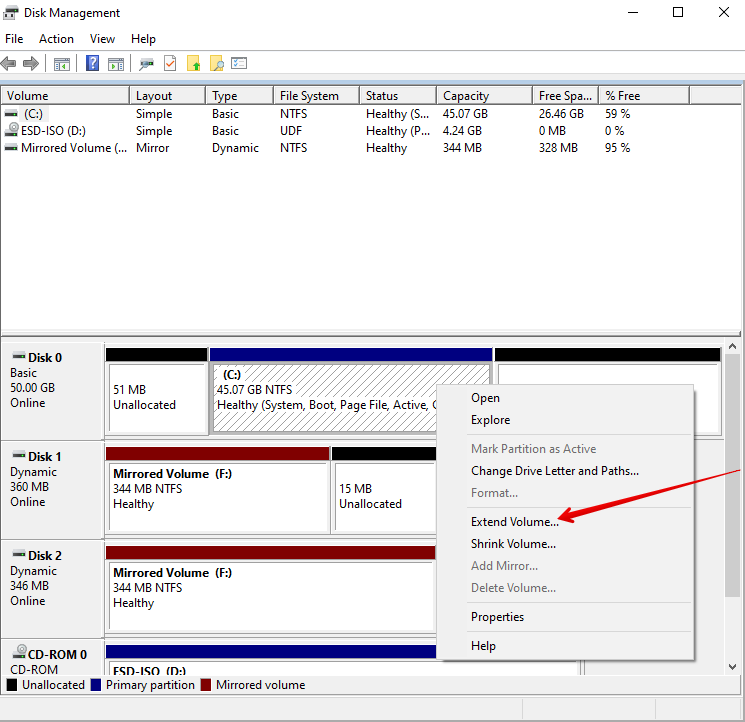 Disk Management
File Action View Help
Volume Layout Type File System Status Capacity Free Spa... % Free
(C:) Simple Basic NTFS Healthy (S... 45.07 GB 26.46 GB 59 %
ESD-ISO (D:) Simple Basic UDF Healthy (P... 4.24 GB 0 MB 0 %
Mirrored Volume (... Mirror Dynamic NTFS Healthy 344 MB 328 MB 95 %
Disk 0
Basic
50.00 GB
Online
51 MB
Unallocated
(C:)
45.07 GB NTFS
Healthy (System, Boot, Page File, Active, C
Disk 1
Dynamic
360 MB
Online
Mirrored Volume (F:)
344 MB NTFS
Healthy
15 MB
Unallocated
Disk 2
Dynamic
346 MB
Online
Mirrored Volume (F:)
344 MB NTFS
Healthy
CD-ROM 0
CD-ROM
ESD-ISO (D:)
Open
Explore
Mark Partition as Active
Change Drive Letter and Paths...
Format...
Extend Volume...
Shrink Volume...
Add Mirror...
Delete Volume...
Properties
Help
Unallocated Primary partition Mirrored volume